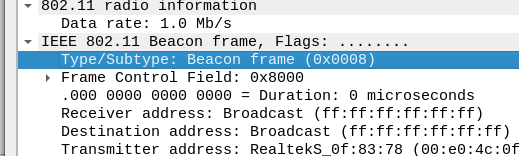 802.11 radio information
Data rate: 1.0 Mb/s
IEEE 802.11 Beacon frame, Flags: ........
Type/Subtype: Beacon frame (0x0008)
Frame Control Field: 0x8000
.000 0000 0000 0000 = Duration: 0 microseconds
Receiver address: Broadcast (ff:ff:ff:ff:ff:ff)
Destination address: Broadcast (ff:ff:ff:ff:ff:ff)
Transmitter address: RealtekS_0f:83:78 (00:e0:4c:0f